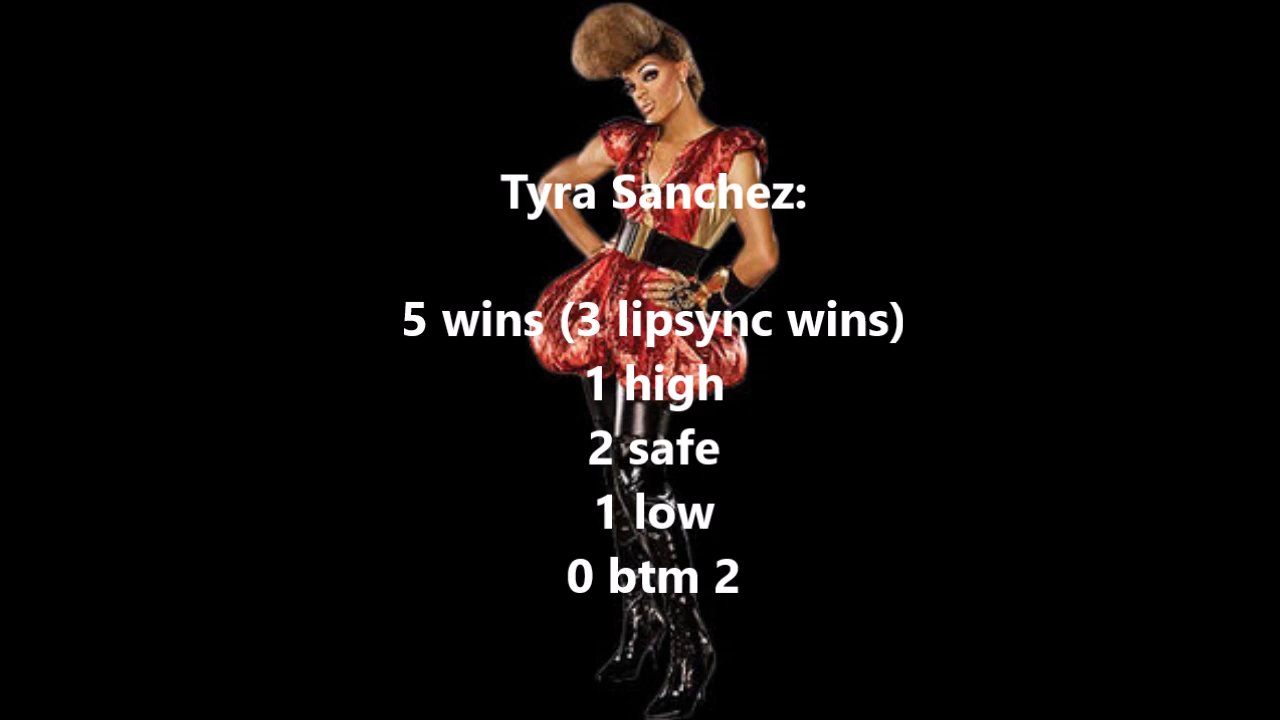 Tyra Sanchez:
5 wins (3 lipsync wins)
1 high
2 safe
1 low
0 btm 2